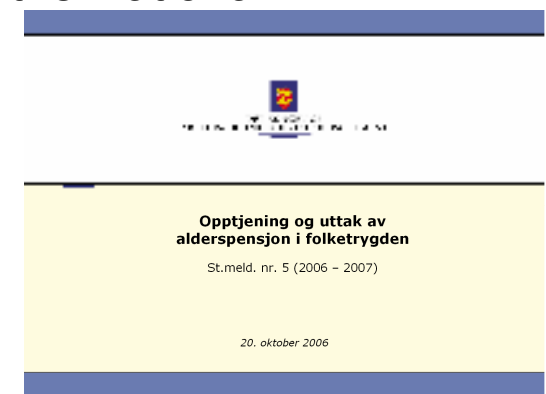 Opptjening og uttak av
alderspensjon i folketrygden
St.meld. nr. 5 (2006 – 2007)
20. oktober 2006